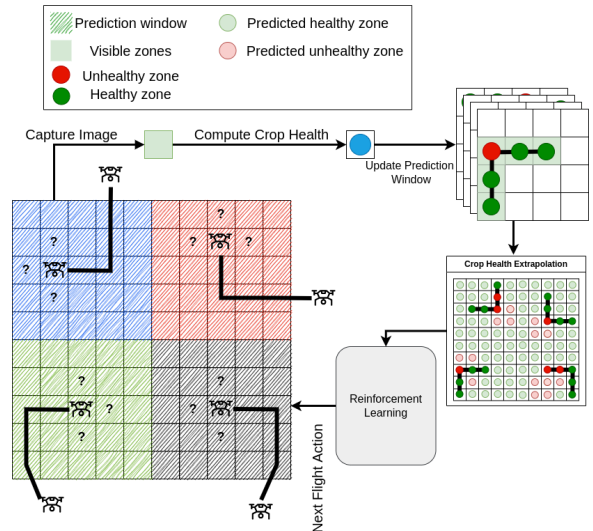 Prediction window
Predicted healthy zone
Visible zones
Predicted unhealthy zone
Unhealthy zone
Healthy zone
Capture Image
Compute Crop Health
Update Prediction
Window
?
?
?
?
?
?
?
?
Crop Health Extrapolation
Reinforcement
Learning
?
?
?
?
?
?
?
Next Flight Action